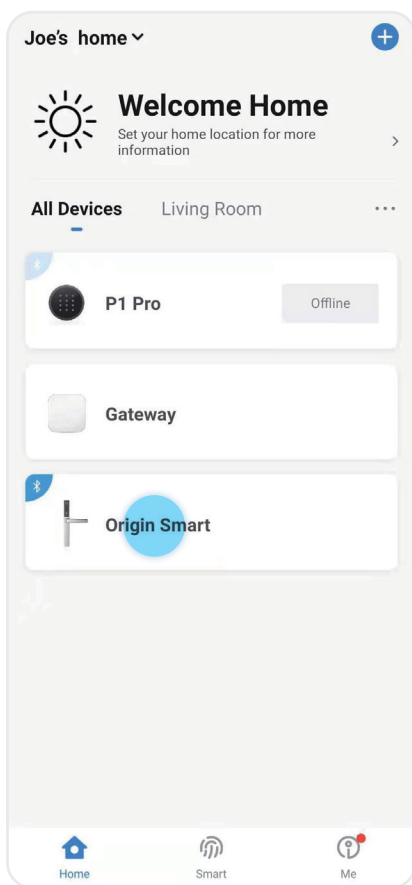 Joe's home
Welcome Home
Set your home location for more
information
All Devices Living Room
P1 Pro Offline
Gateway
Origin Smart
Home Smart Me